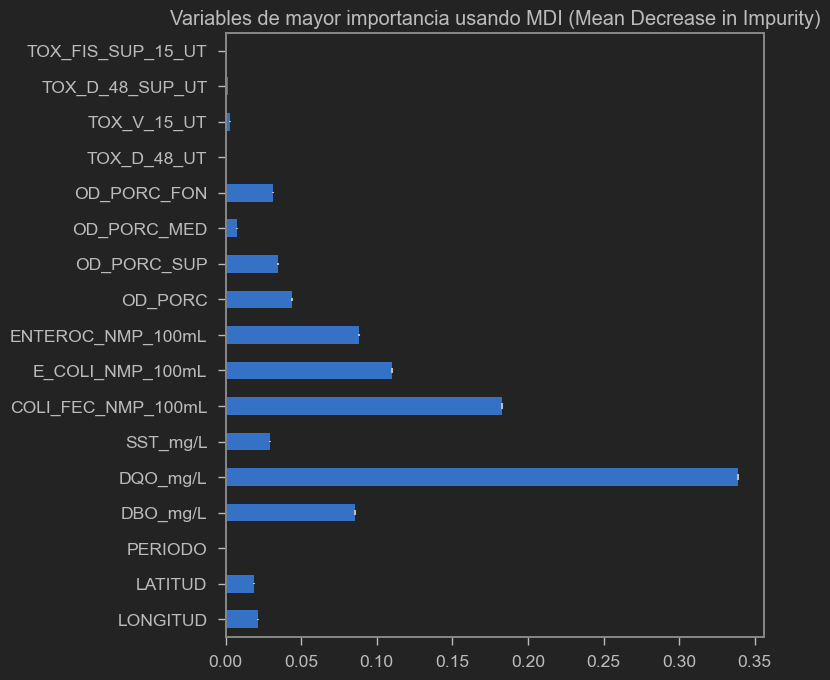 Variables de mayor importancia usando MDI (Mean Decrease in Impurity)
TOX_FIS_SUP_15_UT
TOX_D_48_SUP_UT
TOX_V_15_UT
TOX_D_48_UT
OD_PORC_FON
OD_PORC_MED
OD_PORC_SUP
OD_PORC
ENTEROC_NMP_100mL
E_COLI_NMP_100mL
COLI_FEC_NMP_100mL
SST_mg/L
DQO_mg/L
DBO_mg/L
PERIODO
LATITUD
LONGITUD
0.00 0.05 0.10 0.15 0.20 0.25 0.30 0.35